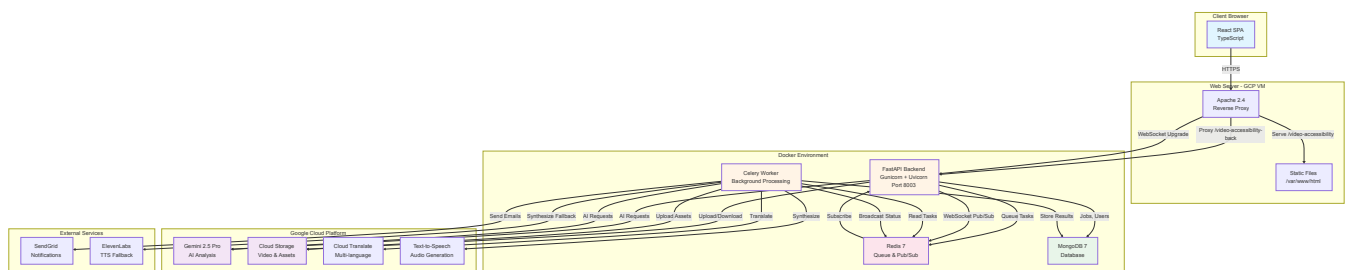 Client Browser
React SPA
TypeScript
HTTPS
Web Server - GCP VM
Apache 2.4
Reverse Proxy
WebSocket Upgrade
Proxy /video-accessibility-
back
Serve /video-accessibility
Static Files
/var/www/html
Docker Environment
Celery Worker
Background Processing
FastAPI Backend
Gunicorn + Uvicorn
Port 8003
Send Emails
Synthesize Fallback
AI Requests
AI Requests
Upload Assets
Upload/Download
Translate
Synthesize
Subscribe
Broadcast Status
Read Tasks
WebSocket Pub/Sub
Queue Tasks
Store Results
Jobs, Users
External Services
SendGrid
Notifications
ElevenLabs
TTS Fallback
Google Cloud Platform
Gemini 2.5 Pro
AI Analysis
Cloud Storage
Video & Assets
Cloud Translate
Multi-language
Text-to-Speech
Audio Generation
Redis 7
Queue & Pub/Sub
MongoDB 7
Database